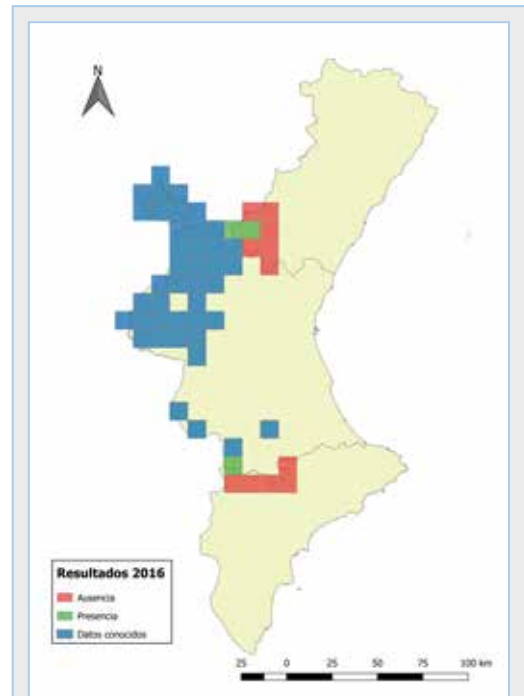 N
Resultados 2016
Ausencia
Presencia
Datos conocidos
25 0 25 50 75 100 km